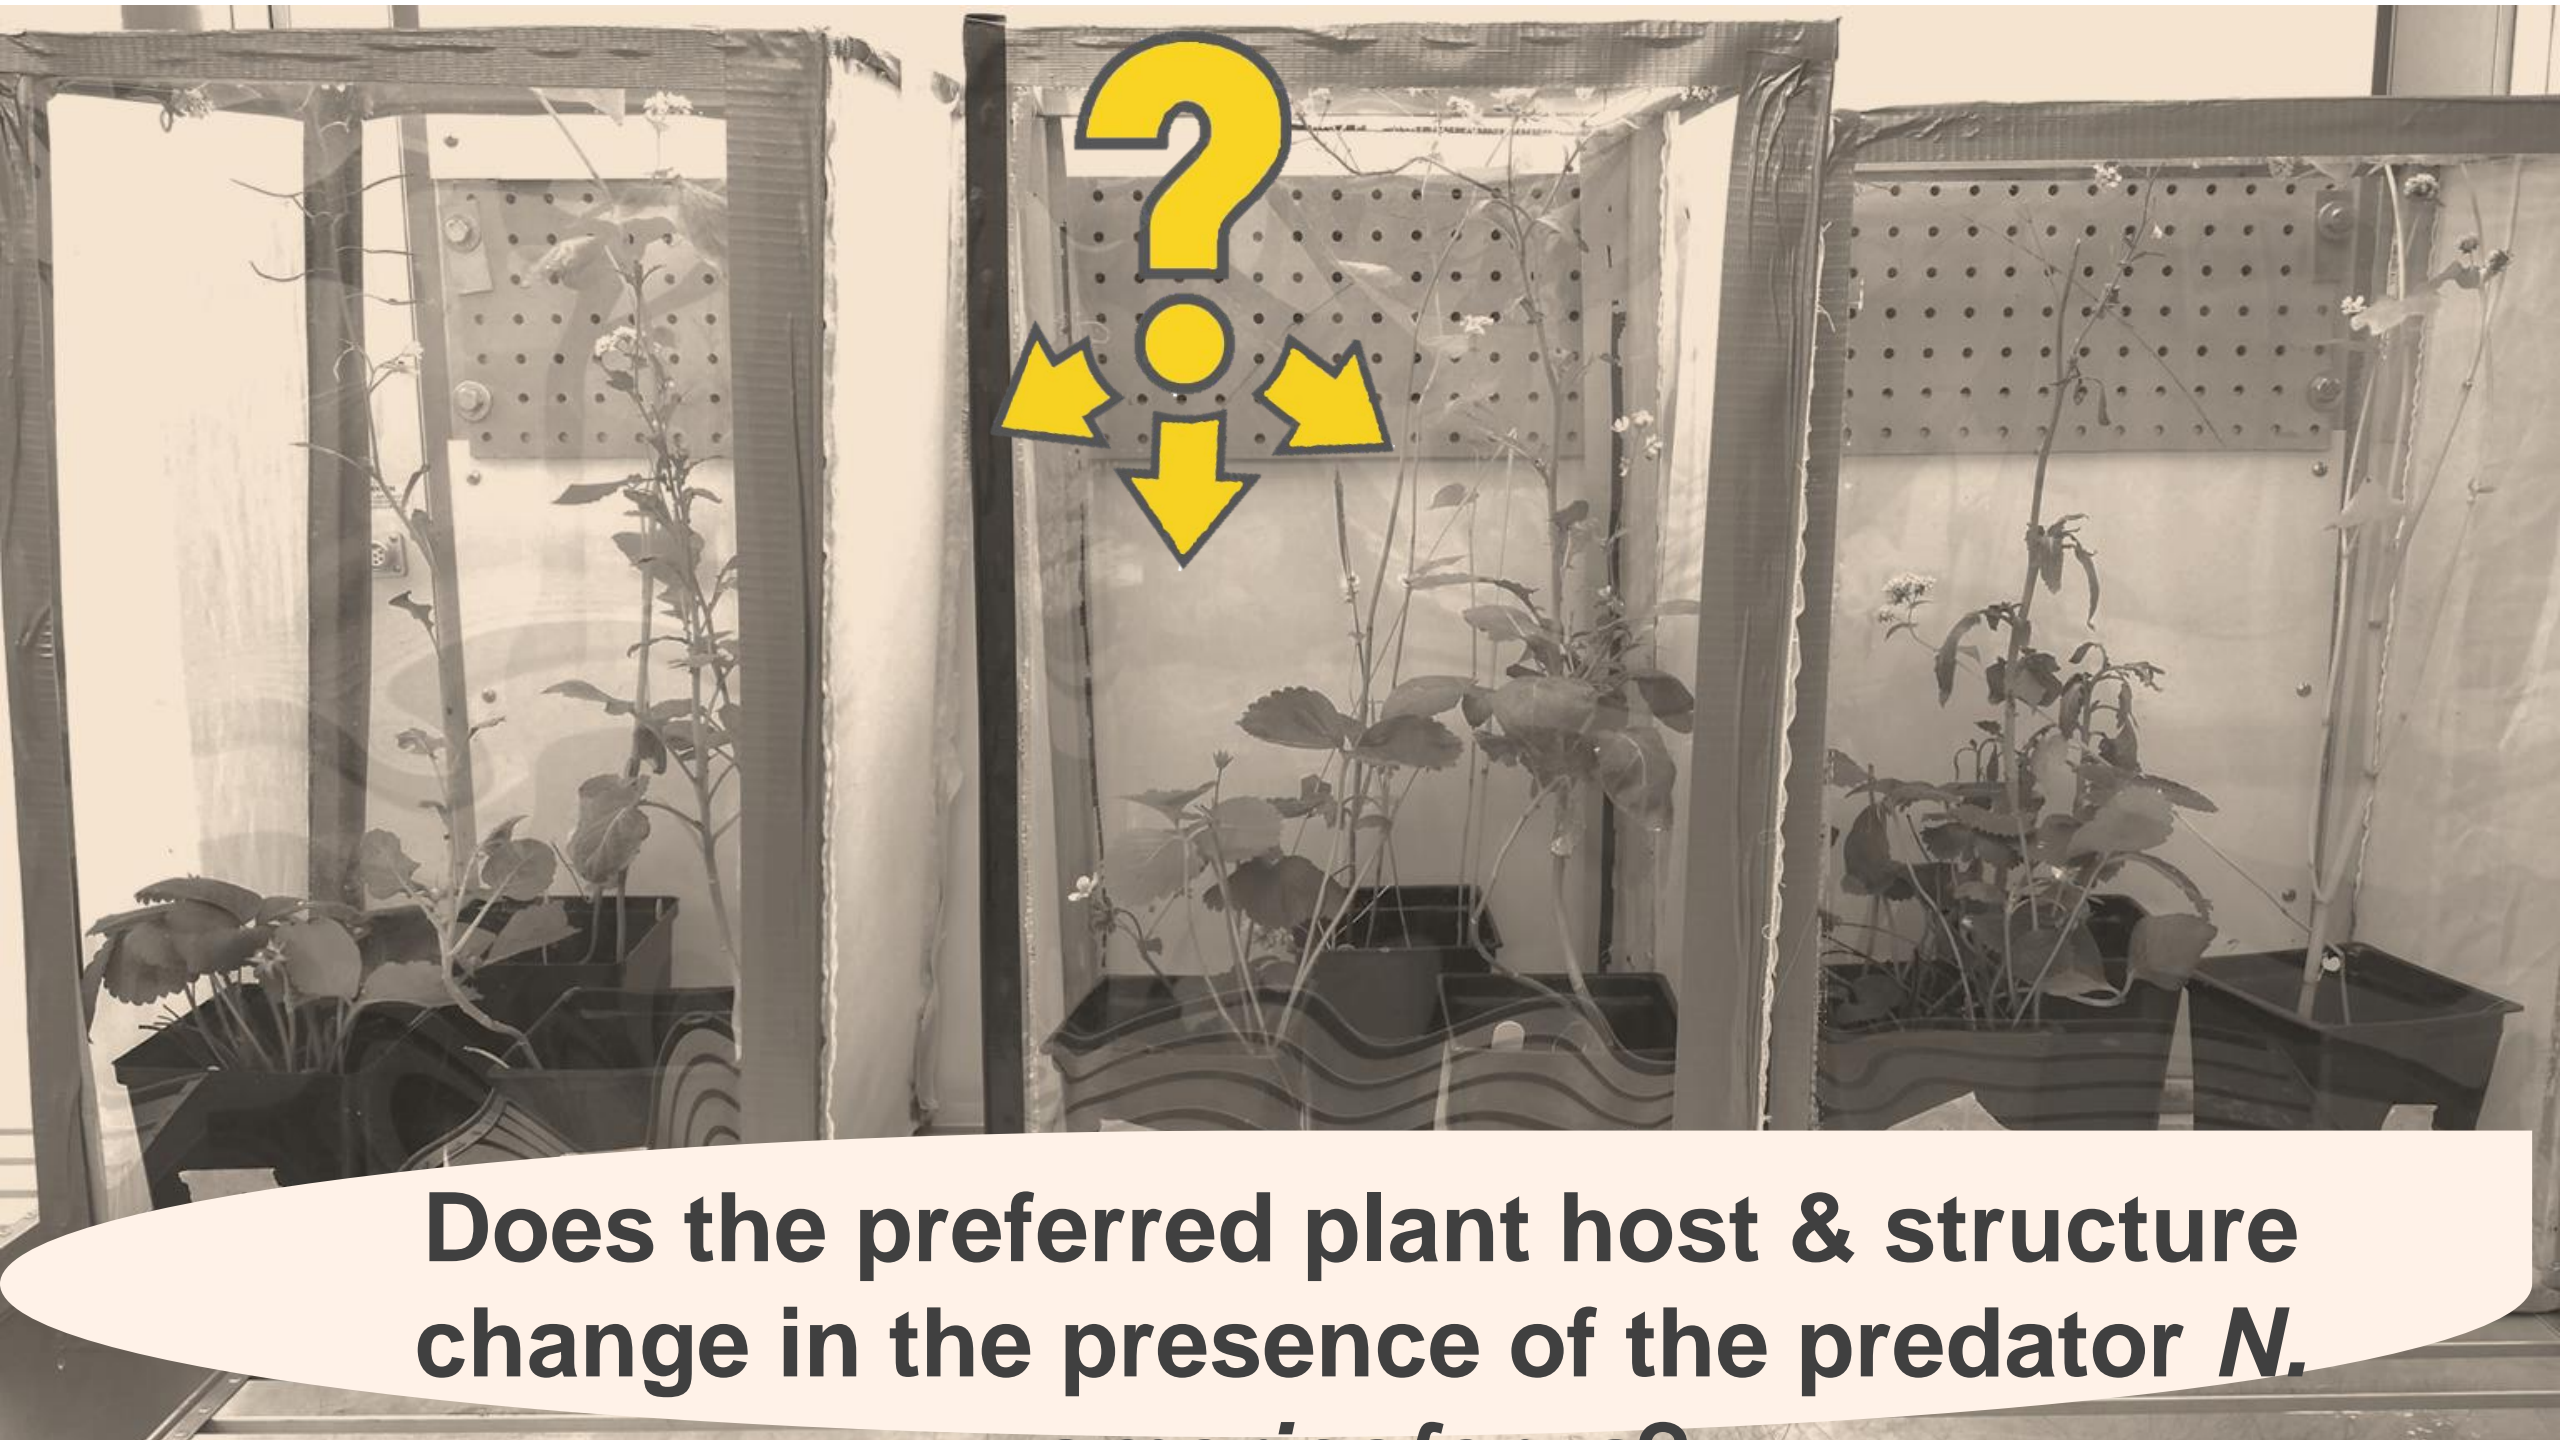 Does the preferred plant host & structure
change in the presence of the predator N.